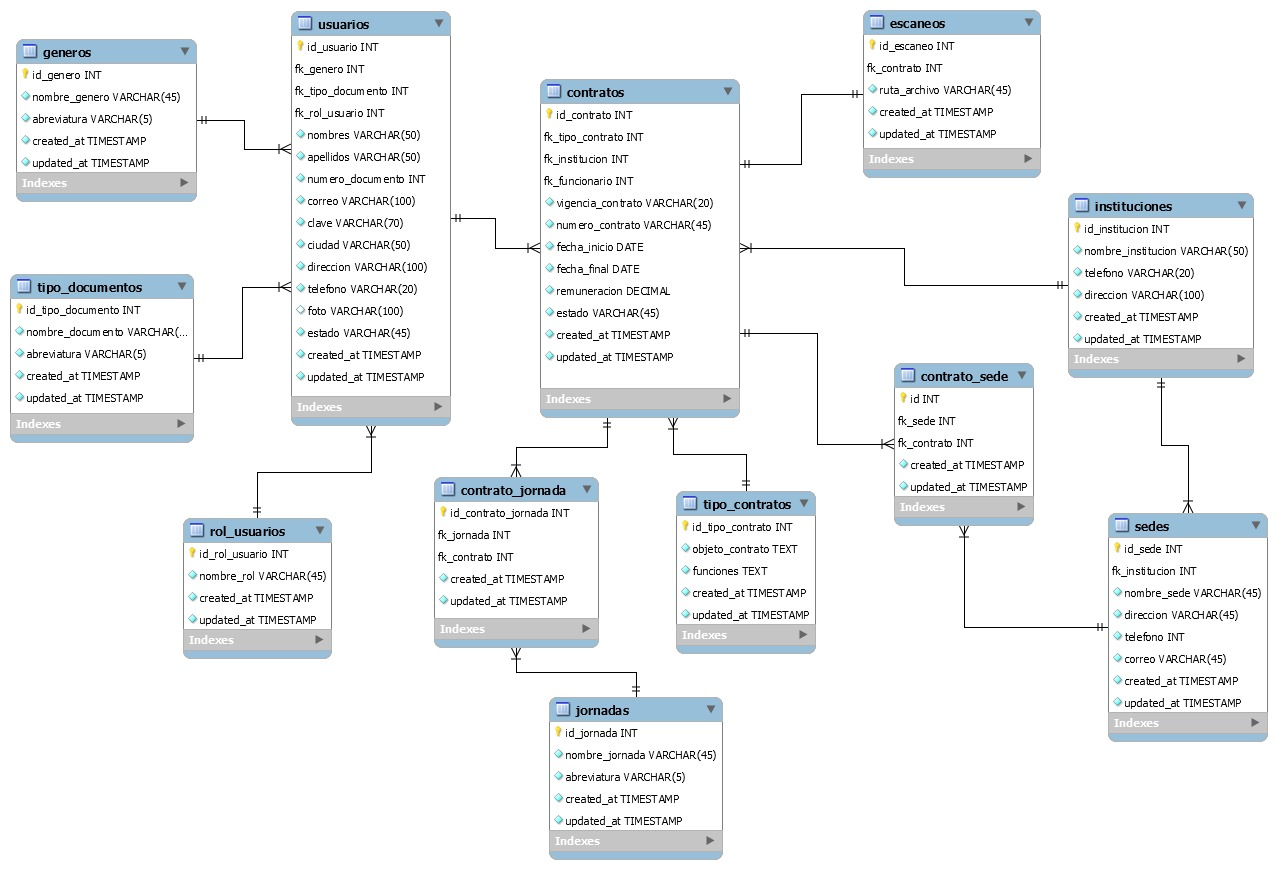 generos
id_genero INT
nombre_genero VARCHAR(45)
abreviatura VARCHAR(5)
created_at TIMESTAMP
updated_at TIMESTAMP
Indexes
tipo_documentos
id_tipo_documento INT
nombre_documento VARCHAR(...
abreviatura VARCHAR(5)
created_at TIMESTAMP
updated_at TIMESTAMP
Indexes
usuarios
id_usuario INT
fk_genero INT
fk_tipo_documento INT
fk_rol_usuario INT
nombres VARCHAR(50)
apellidos VARCHAR(50)
numero_documento INT
correo VARCHAR(100)
clave VARCHAR(70)
ciudad VARCHAR(50)
direccion VARCHAR(100)
telefono VARCHAR(20)
foto VARCHAR(100)
estado VARCHAR(45)
created_at TIMESTAMP
updated_at TIMESTAMP
Indexes
rol_usuarios
id_rol_usuario INT
nombre_rol VARCHAR(45)
created_at TIMESTAMP
updated_at TIMESTAMP
Indexes
contratos
id_contrato INT
fk_tipo_contrato INT
fk_institucion INT
fk_funcionario INT
vigencia_contrato VARCHAR(20)
numero_contrato VARCHAR(45)
fecha_inicio DATE
fecha_final DATE
remuneracion DECIMAL
estado VARCHAR(45)
created_at TIMESTAMP
updated_at TIMESTAMP
Indexes
contrato_jornada
id_contrato_jornada INT
fk_jornada INT
fk_contrato INT
created_at TIMESTAMP
updated_at TIMESTAMP
Indexes
tipo_contratos
id_tipo_contrato INT
objeto_contrato TEXT
funciones TEXT
created_at TIMESTAMP
updated_at TIMESTAMP
Indexes
jornadas
id_jornada INT
nombre_jornada VARCHAR(45)
abreviatura VARCHAR(5)
created_at TIMESTAMP
updated_at TIMESTAMP
Indexes
escaneos
id_escaneo INT
fk_contrato INT
ruta_archivo VARCHAR(45)
created_at TIMESTAMP
updated_at TIMESTAMP
Indexes
instituciones
id_institucion INT
nombre_institucion VARCHAR(50)
telefono VARCHAR(20)
direccion VARCHAR(100)
created_at TIMESTAMP
updated_at TIMESTAMP
Indexes
contrato_sede
id INT
fk_sede INT
fk_contrato INT
created_at TIMESTAMP
updated_at TIMESTAMP
Indexes
sedes
id_sede INT
fk_institucion INT
nombre_sede VARCHAR(45)
direccion VARCHAR(45)
telefono INT
correo VARCHAR(45)
created_at TIMESTAMP
updated_at TIMESTAMP
Indexes